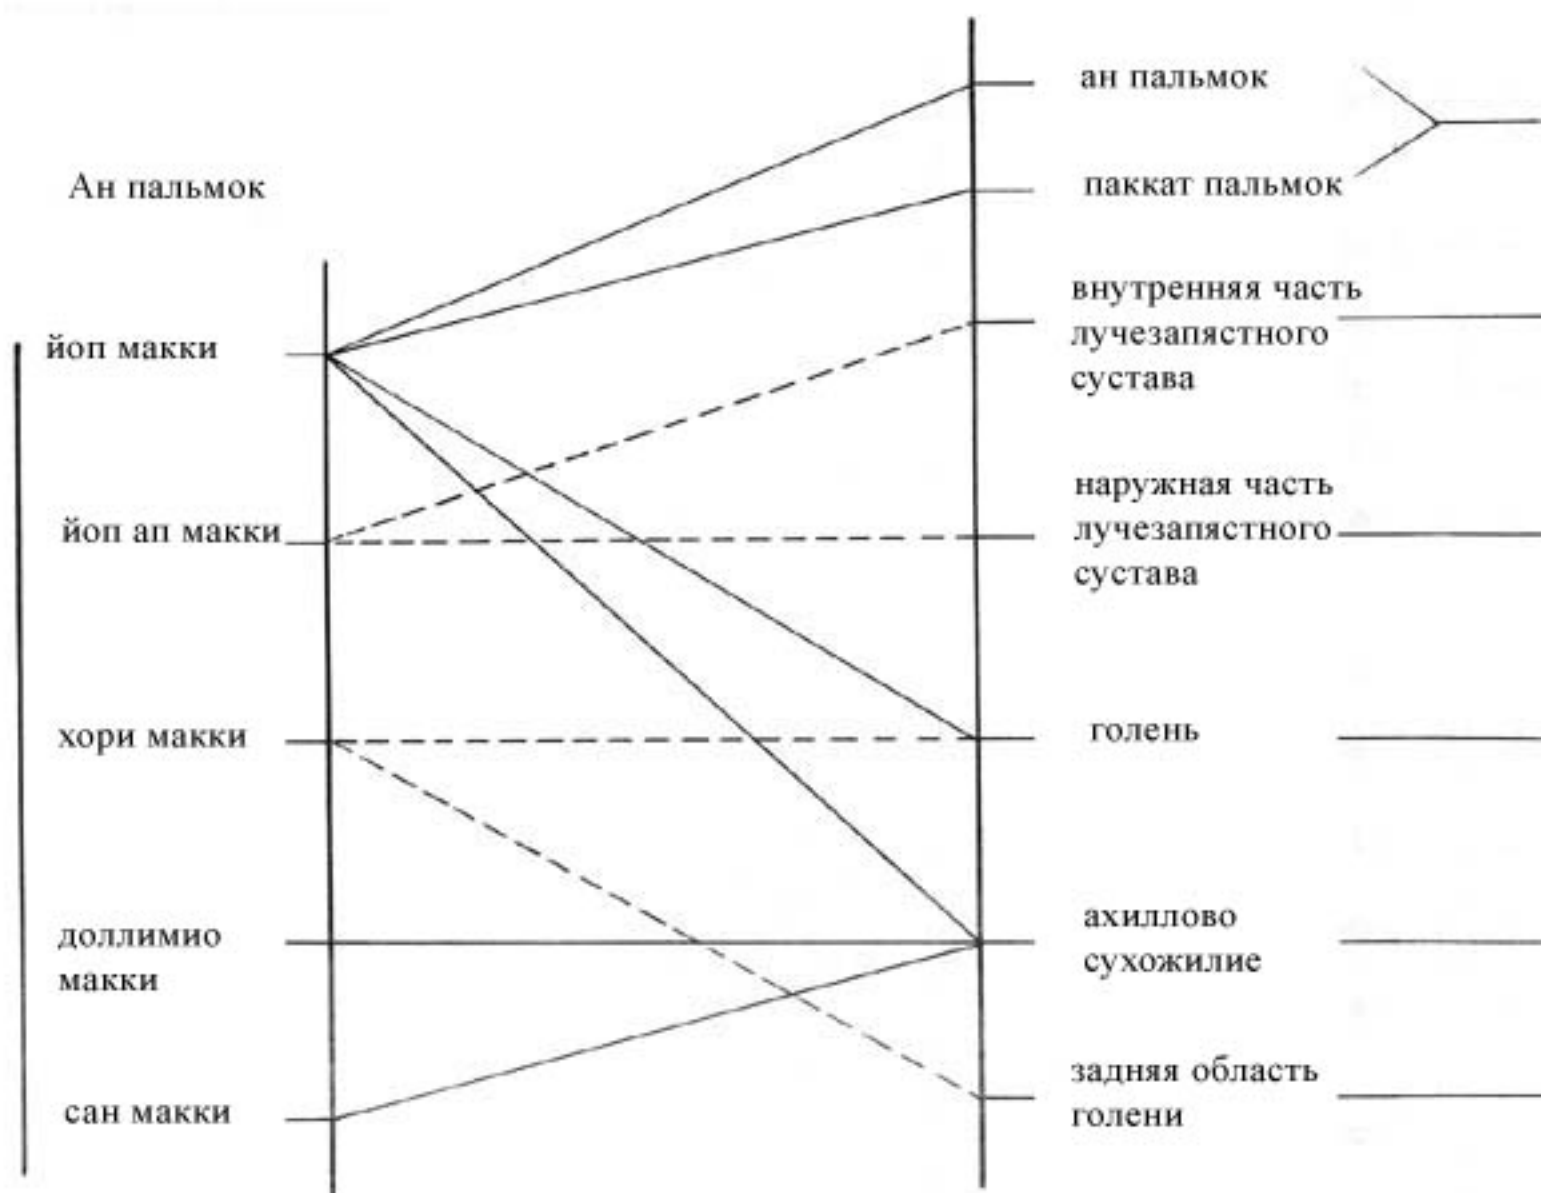 Ан пальмок
йоп макки
йоп ап макки
хори макки
доллимио
макки
сан макки
ан пальмок
паккат пальмок
внутренняя часть
лучезапястного
сустава
наружная часть
лучезапястного
сустава
голень
ахиллово
сухожилие
задняя область
голени